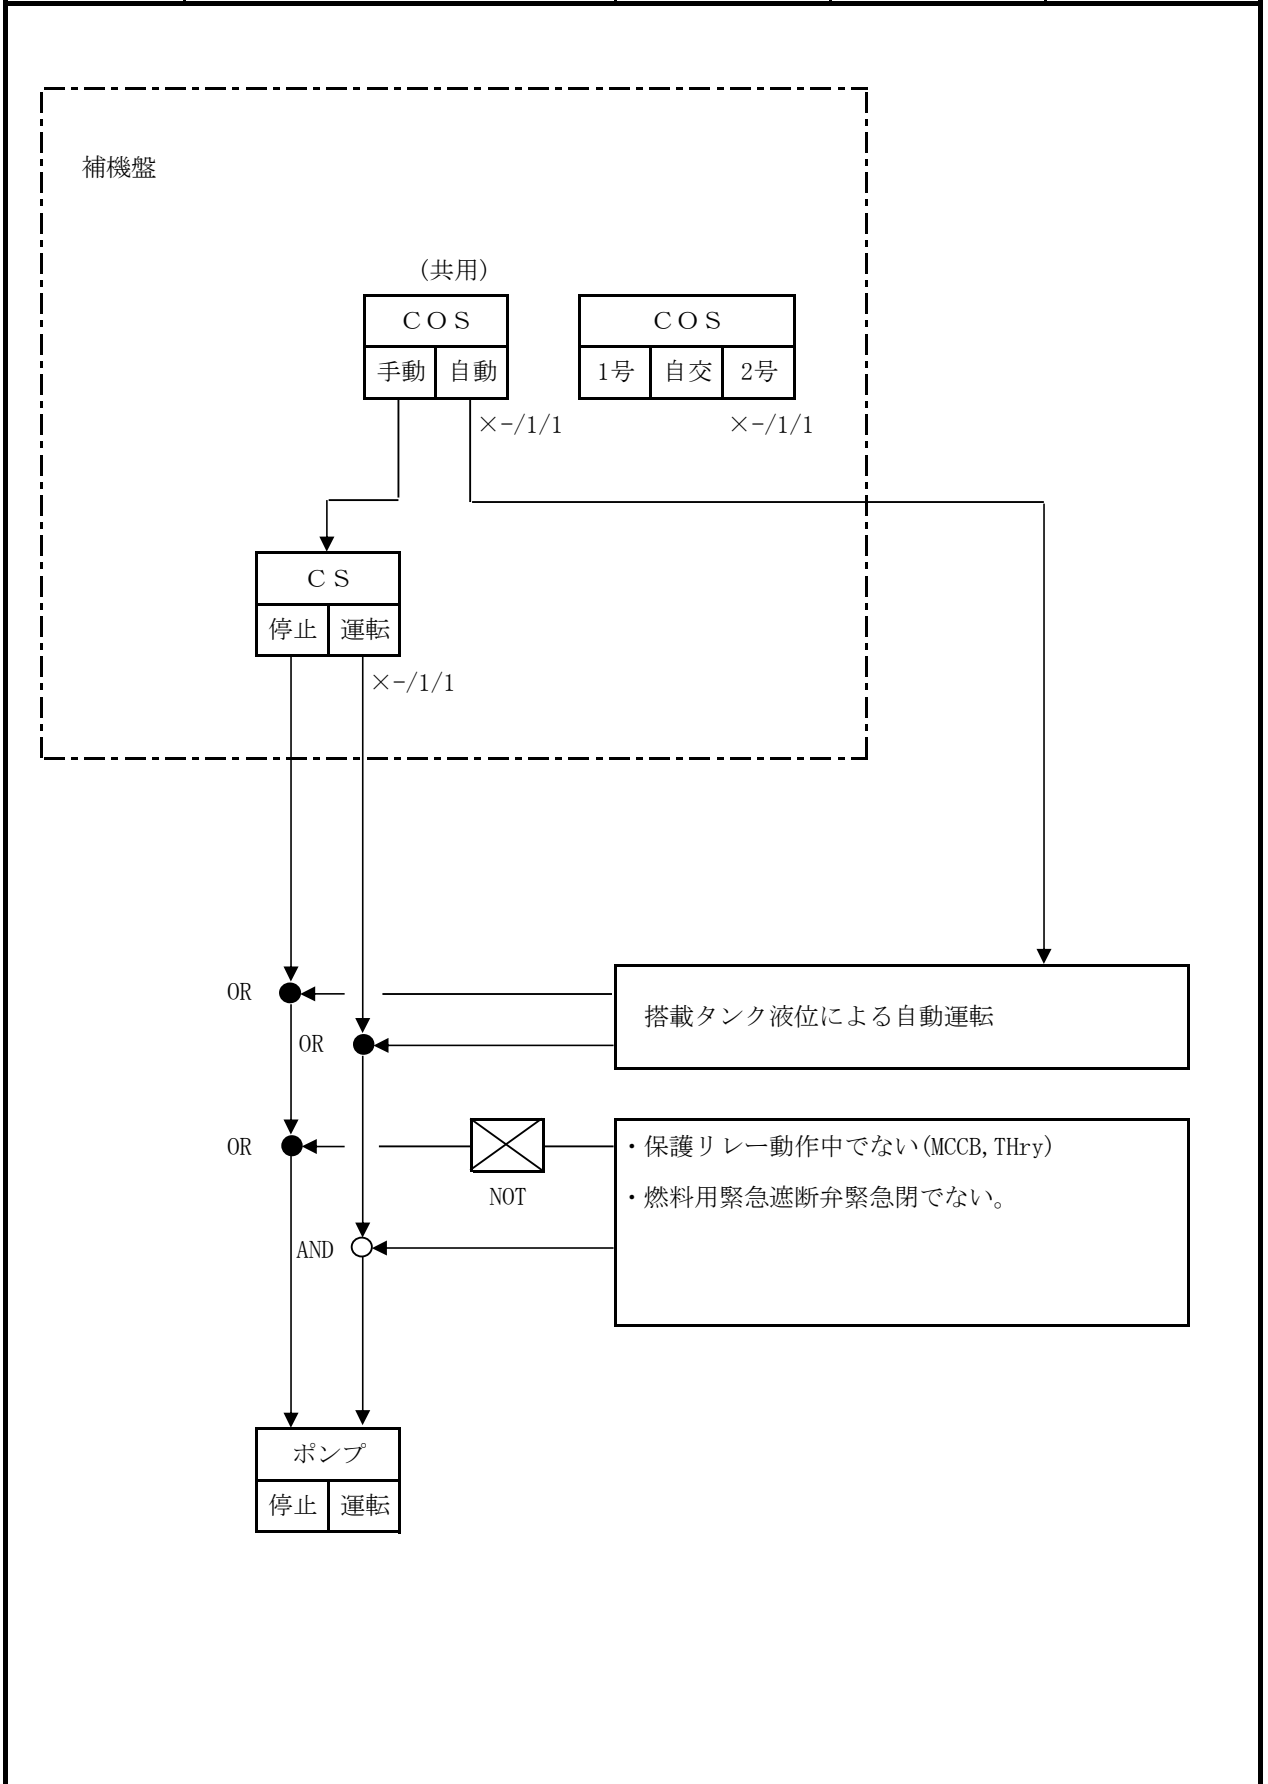 補機盤
(共用)
COS
COS
手動 自動
1号 自交 2号
×-/1/1
×-/1/1
CS
停止 運転
×-/1/1
OR
搭載タンク液位による自動運転
OR
OR
・保護リレー動作中でない(MCCB,THry)
NOT
・燃料用緊急遮断弁緊急閉でない。
AND
ポンプ
停止 運転